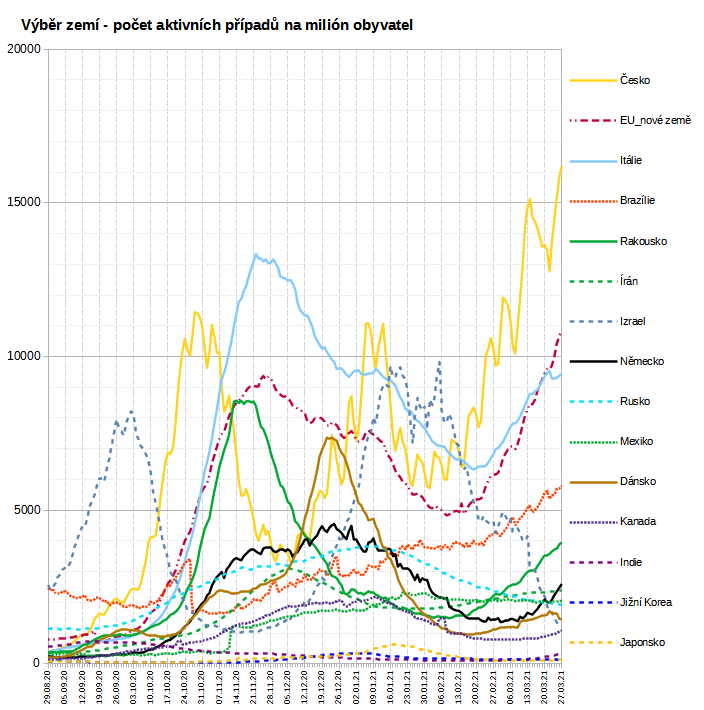 Výběr zemí - počet aktivních případů na milión obyvatel
20000
15000
10000
5000
0
29.08.20
05.09.20
12.09.20
19.09.20
26.09.20
03.10.20
10.10.20
17.10.20
24.10.20
31.10.20
07.11.20
14.11.20
21.11.20
28.11.20
05.12.20
12.12.20
19.12.20
26.12.20
02.01.21
09.01.21
16.01.21
23.01.21
30.01.21
06.02.21
13.02.21
20.02.21
27.02.21
06.03.21
13.03.21
20.03.21
27.03.21
Česko
EU_nové země
Itálie
Brazílie
Rakousko
Írán
Izrael
Německo
Rusko
Mexiko
Dánsko
Kanada
Indie
Jižní Korea
Japonsko